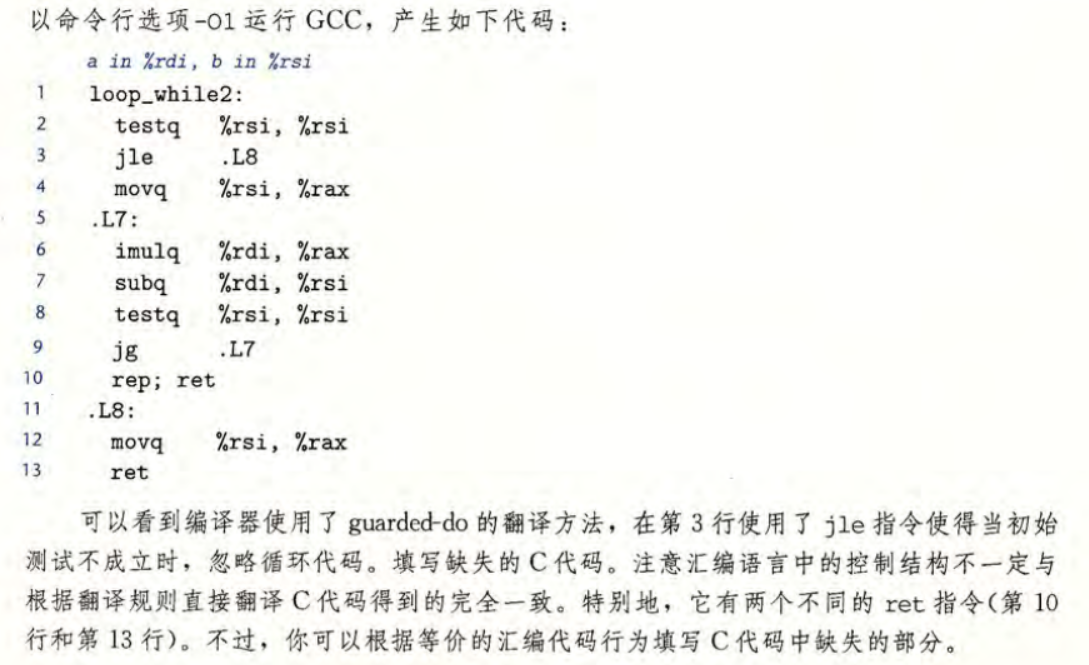 以命令行选项-O1 运行 GCC，产生如下代码：
a in %rdi, b in %rsi
1 loop_while2:
2 testq %rsi, %rsi
3 jle .L8
4 movq %rsi, %rax
5 .L7:
6 imulq %rdi, %rax
7 subq %rdi, %rsi
8 testq %rsi, %rsi
9 jg .L7
10 rep; ret
11 .L8:
12 movq %rsi, %rax
13 ret
可以看到编译器使用了 guarded-do 的翻译方法，在第 3 行使用了 jle 指令使得当初始
测试不成立时，忽略循环代码。填写缺失的 C 代码。注意汇编语言中的控制结构不一定与
根据翻译规则直接翻译 C 代码得到的完全一致。特别地，它有两个不同的 ret 指令(第 10
行和第 13 行)。不过，你可以根据等价的汇编代码行为填写 C 代码中缺失的部分。